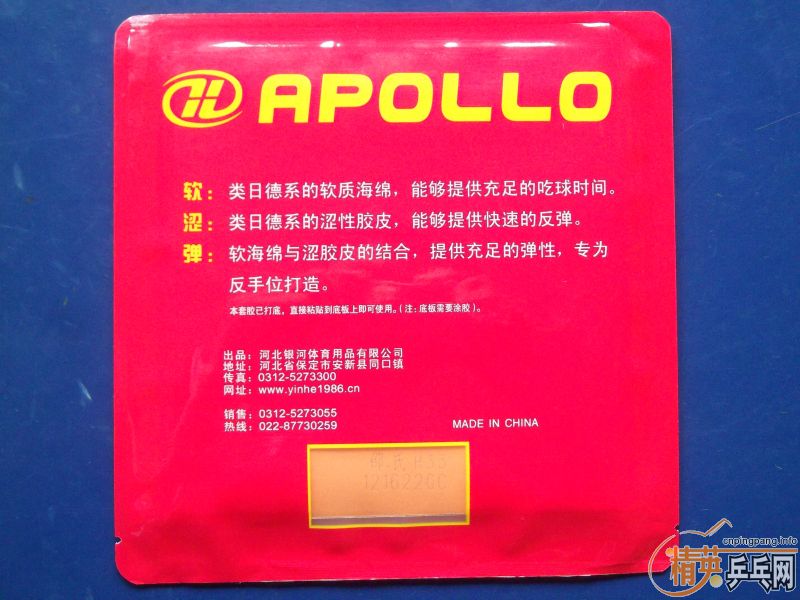 APOLLO
软：类日德系的软质海绵，能够提供充足的吃球时间。
涩：类日德系的涩性胶皮，能够提供快速的反弹。
弹：软海绵与涩胶皮的结合，提供充足的弹性，专为
反手位打造。
本套胶已打底，直接粘贴到底板上即可使用。（注：底板需要涂胶）。
出品：河北银河体育用品有限公司
地址：河北省保定市安新县同口镇
传真：0312-5273300
网址：www.yinhe1986.cn
销售：0312-5273055
热线：022-87730259
MADE IN CHINA
cnpingpang.info
精英乒乓网